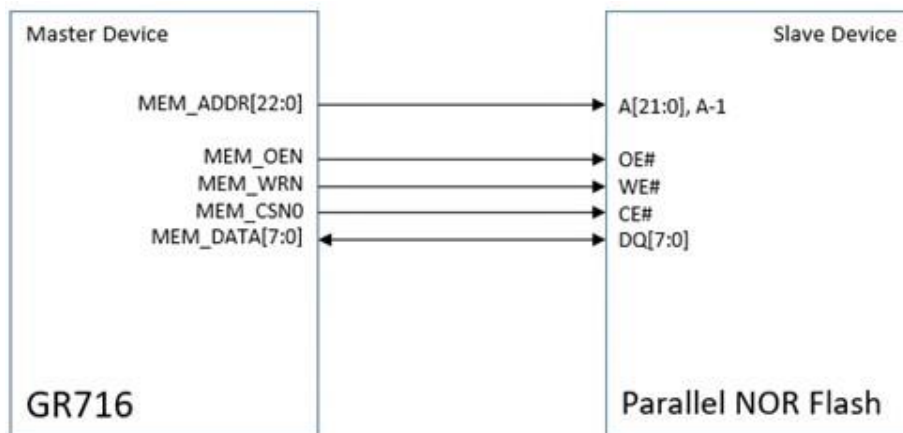 Master Device
Slave Device
MEM_ADDR[22:0]
A[21:0], A-1
MEM_OEN
OE#
MEM_WRN
WE#
MEM_CSN0
CE#
MEM_DATA[7:0]
DQ[7:0]
GR716
Parallel NOR Flash